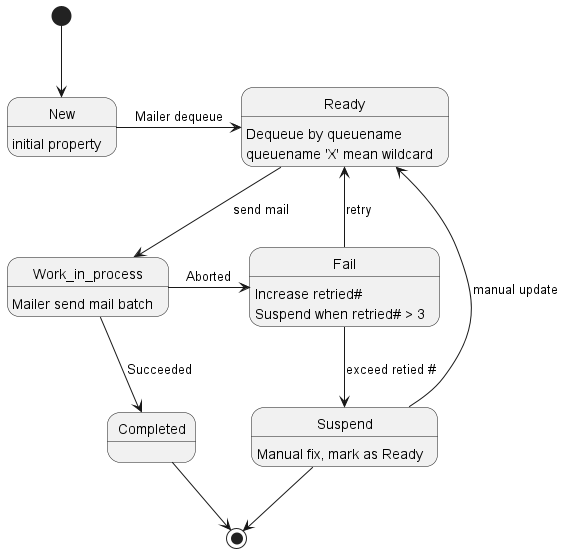 New
initial property
Mailer dequeue
Ready
Dequeue by queuename
queuename 'X' mean wildcard
send mail
retry
manual update
Work_in_process
Mailer send mail batch
Aborted
Fail
Increase retried#
Suspend when retried# > 3
Succeeded
exceed retied #
Completed
Suspend
Manual fix, mark as Ready